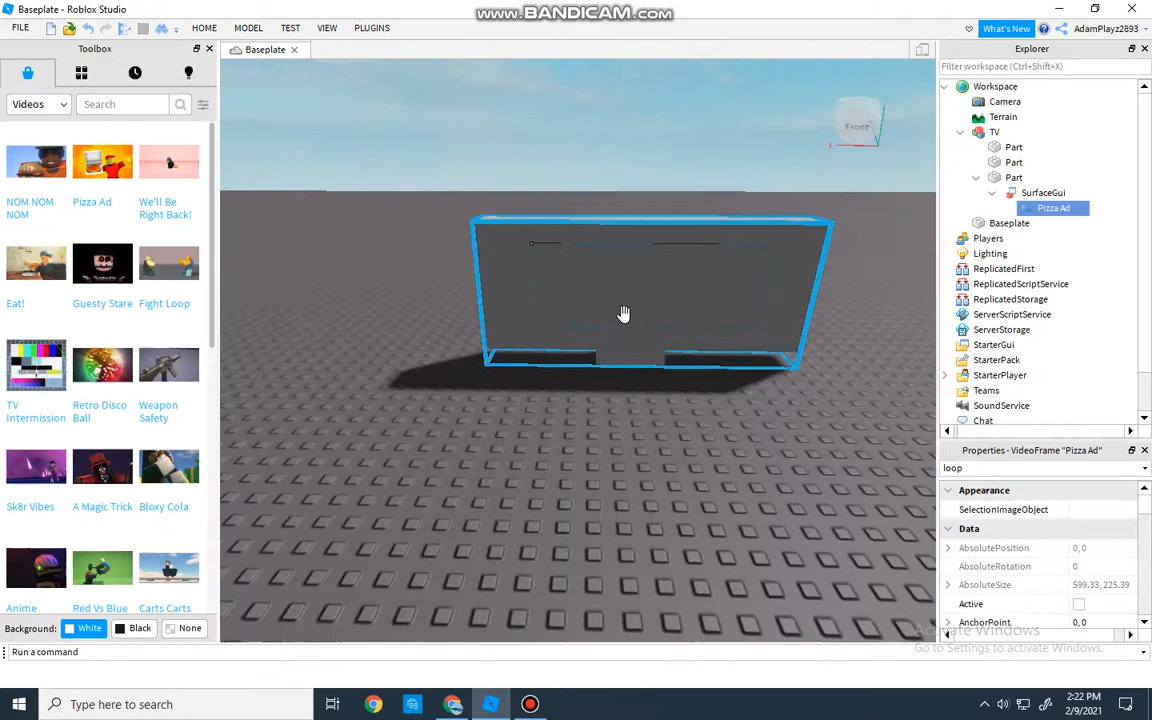 Baseplate - Roblox Studio
www.BANDICAM.com
FILE
HOME
MODEL
TEST
VIEW
PLUGINS
What's New
AdamPlayz2893
Toolbox
Baseplate
Explorer
Filter workspace (Ctrl+Shift+X)
Videos
Search
NOM NOM NOM
Pizza Ad
We'll Be Right Back!
Eat!
Guesty Stare
Fight Loop
TV Intermission
Retro Disco Ball
Weapon Safety
Sk8r Vibes
A Magic Trick
Bloxy Cola
Anime
Red Vs Blue
Carts Carts
Background:
White
Black
None
Front
X
Workspace
Camera
Terrain
TV
Part
Part
Part
SurfaceGui
Pizza Ad
Baseplate
Players
Lighting
ReplicatedFirst
ReplicatedScriptService
ReplicatedStorage
ServerScriptService
ServerStorage
StarterGui
StarterPack
StarterPlayer
Teams
SoundService
Chat
Properties - VideoFrame "Pizza Ad"
loop
Appearance
SelectionImageObject
Data
AbsolutePosition 0, 0
AbsoluteRotation 0
AbsoluteSize 599.33, 225.39
Active
AnchorPoint 0, 0
Activate Windows
Go to Settings to activate Windows.
Run a command
Type here to search
2:22 PM
2/9/2021